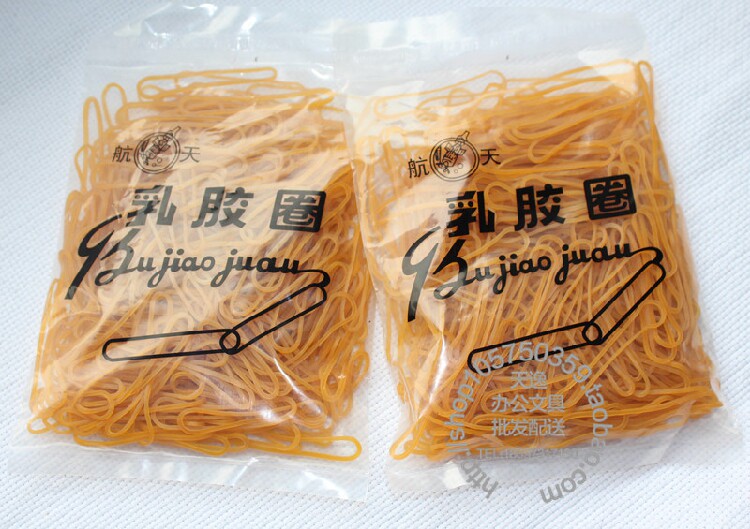 航 天
乳胶圈
Rujiao juan
航 天
乳胶圈
Rujiao juan
天逸
办公文具
批发配送